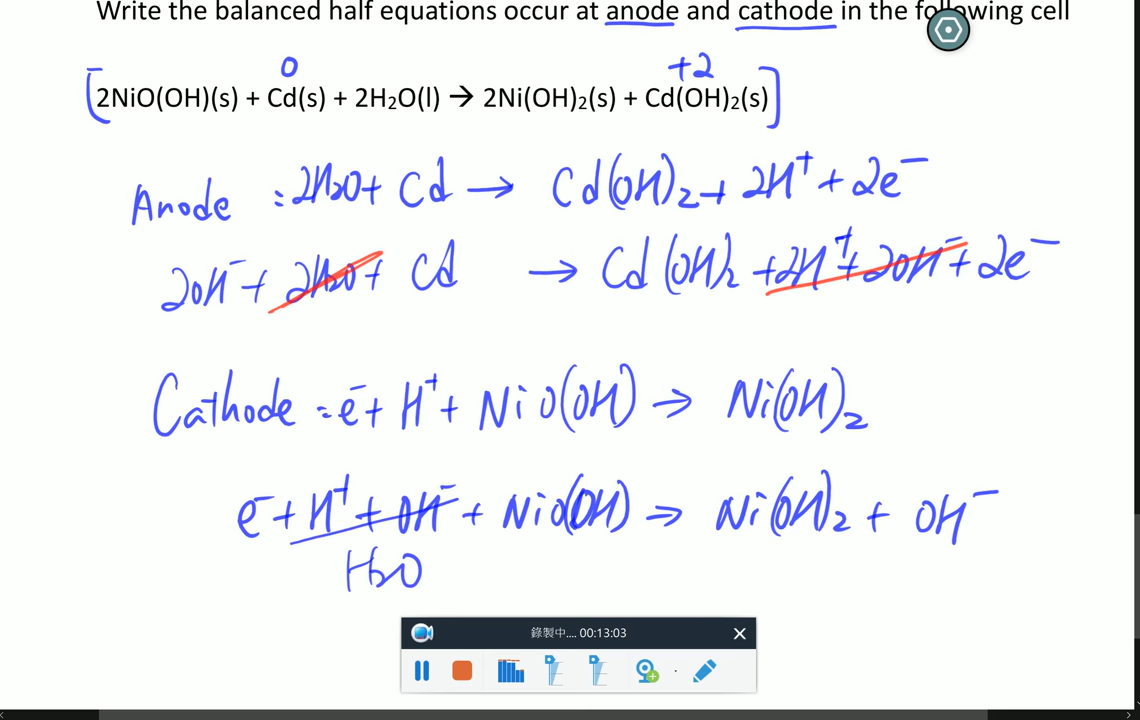 Write the balanced half equations occur at anode and cathode in the following cell
0 +2
[2NiO(OH)(s) + Cd(s) + 2H₂O(l) → 2Ni(OH)₂(s) + Cd(OH)₂(s)]
Anode : 2H₂O + Cd → Cd(OH)₂ + 2H⁺ + 2e⁻
2OH⁻ + 2H₂O + Cd → Cd(OH)₂ + 2H⁺ + 2OH⁻ + 2e⁻
Cathode : e⁻ + H⁺ + NiO(OH) → Ni(OH)₂
e⁻ + H⁺ + OH⁻ + NiO(OH) → Ni(OH)₂ + OH⁻
H₂O
錄製中.... 00:13:03